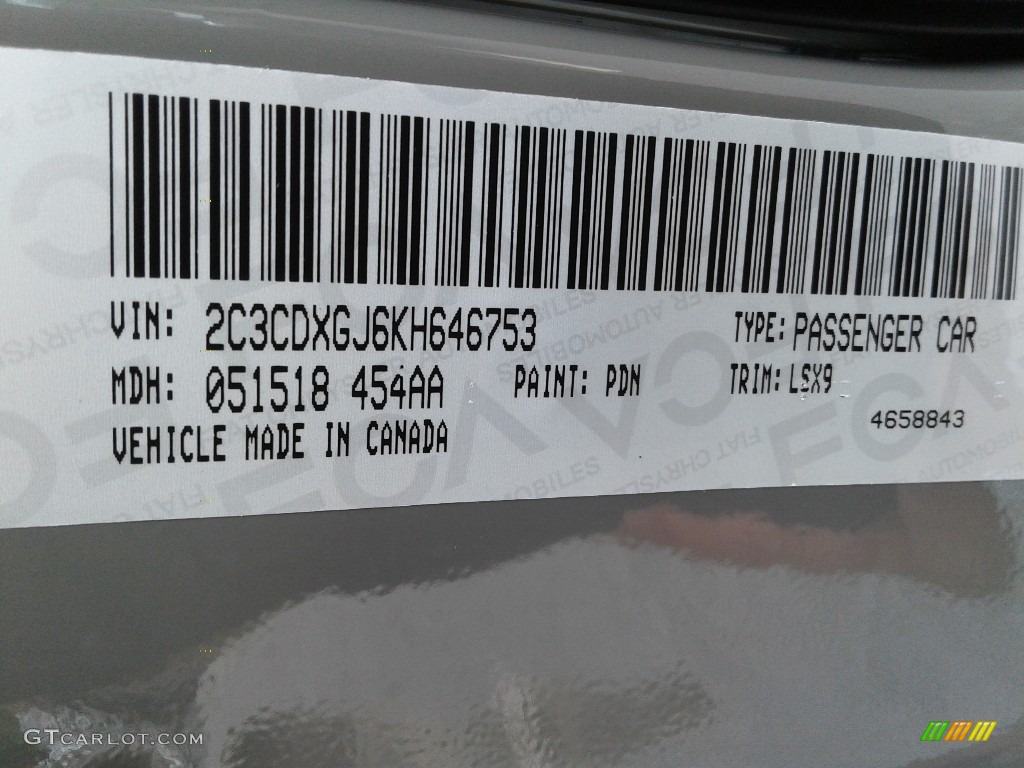 VIN: 2C3CDXGJ6KH646753 TYPE: PASSENGER CAR
MDH: 051518 454AA PAINT: PDN TRIM: LSX9
4658843
VEHICLE MADE IN CANADA
GTCARLOT.COM